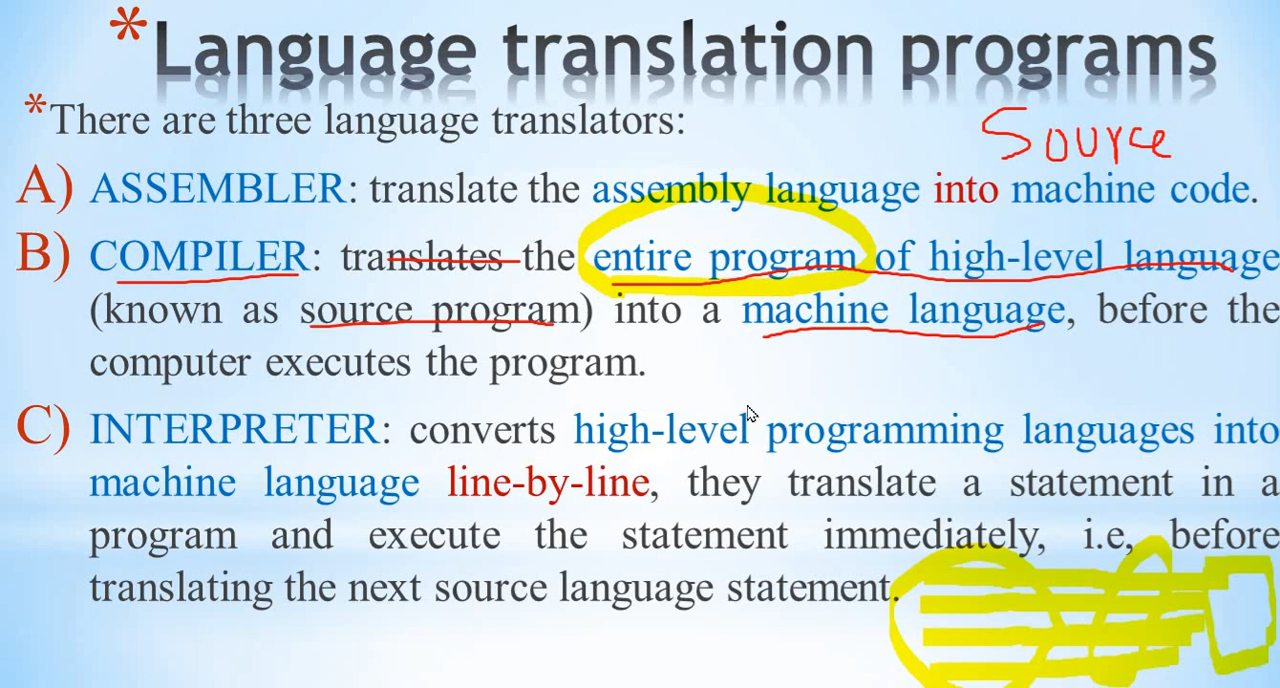 *Language translation programs
*There are three language translators:
Source
A) ASSEMBLER: translate the assembly language into machine code.
B) COMPILER: translates the entire program of high-level language
(known as source program) into a machine language, before the
computer executes the program.
C) INTERPRETER: converts high-level programming languages into
machine language line-by-line, they translate a statement in a
program and execute the statement immediately, i.e, before
translating the next source language statement.